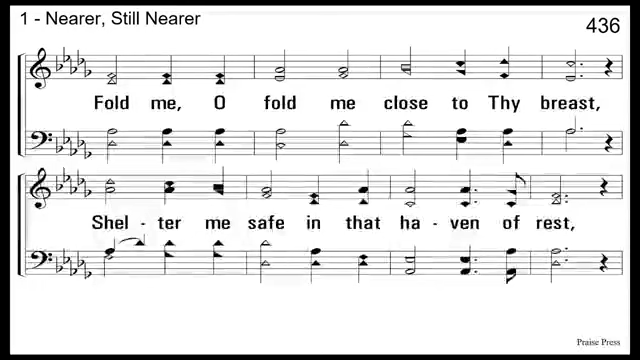 1 - Nearer, Still Nearer
436
Fold me, O fold me close to Thy breast,
Shel - ter me safe in that ha - ven of rest,
Praise Press